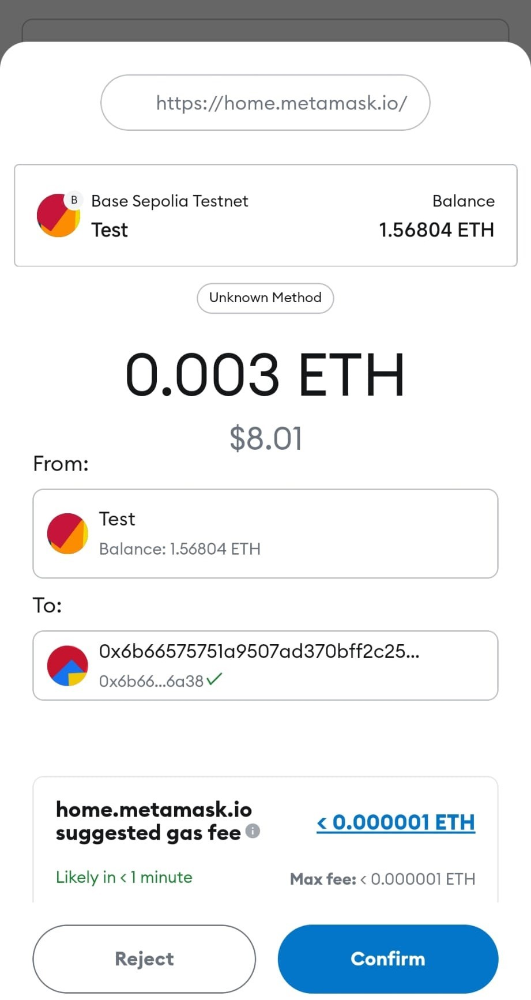 https://home.metamask.io/
B
Base Sepolia Testnet
Balance
Test
1.56804 ETH
Unknown Method
0.003 ETH
$8.01
From:
Test
Balance: 1.56804 ETH
To:
0x6b66575751a9507ad370bff2c25...
0x6b66...6a38
home.metamask.io
suggested gas fee
< 0.000001 ETH
Likely in < 1 minute
Max fee: < 0.000001 ETH
Reject
Confirm